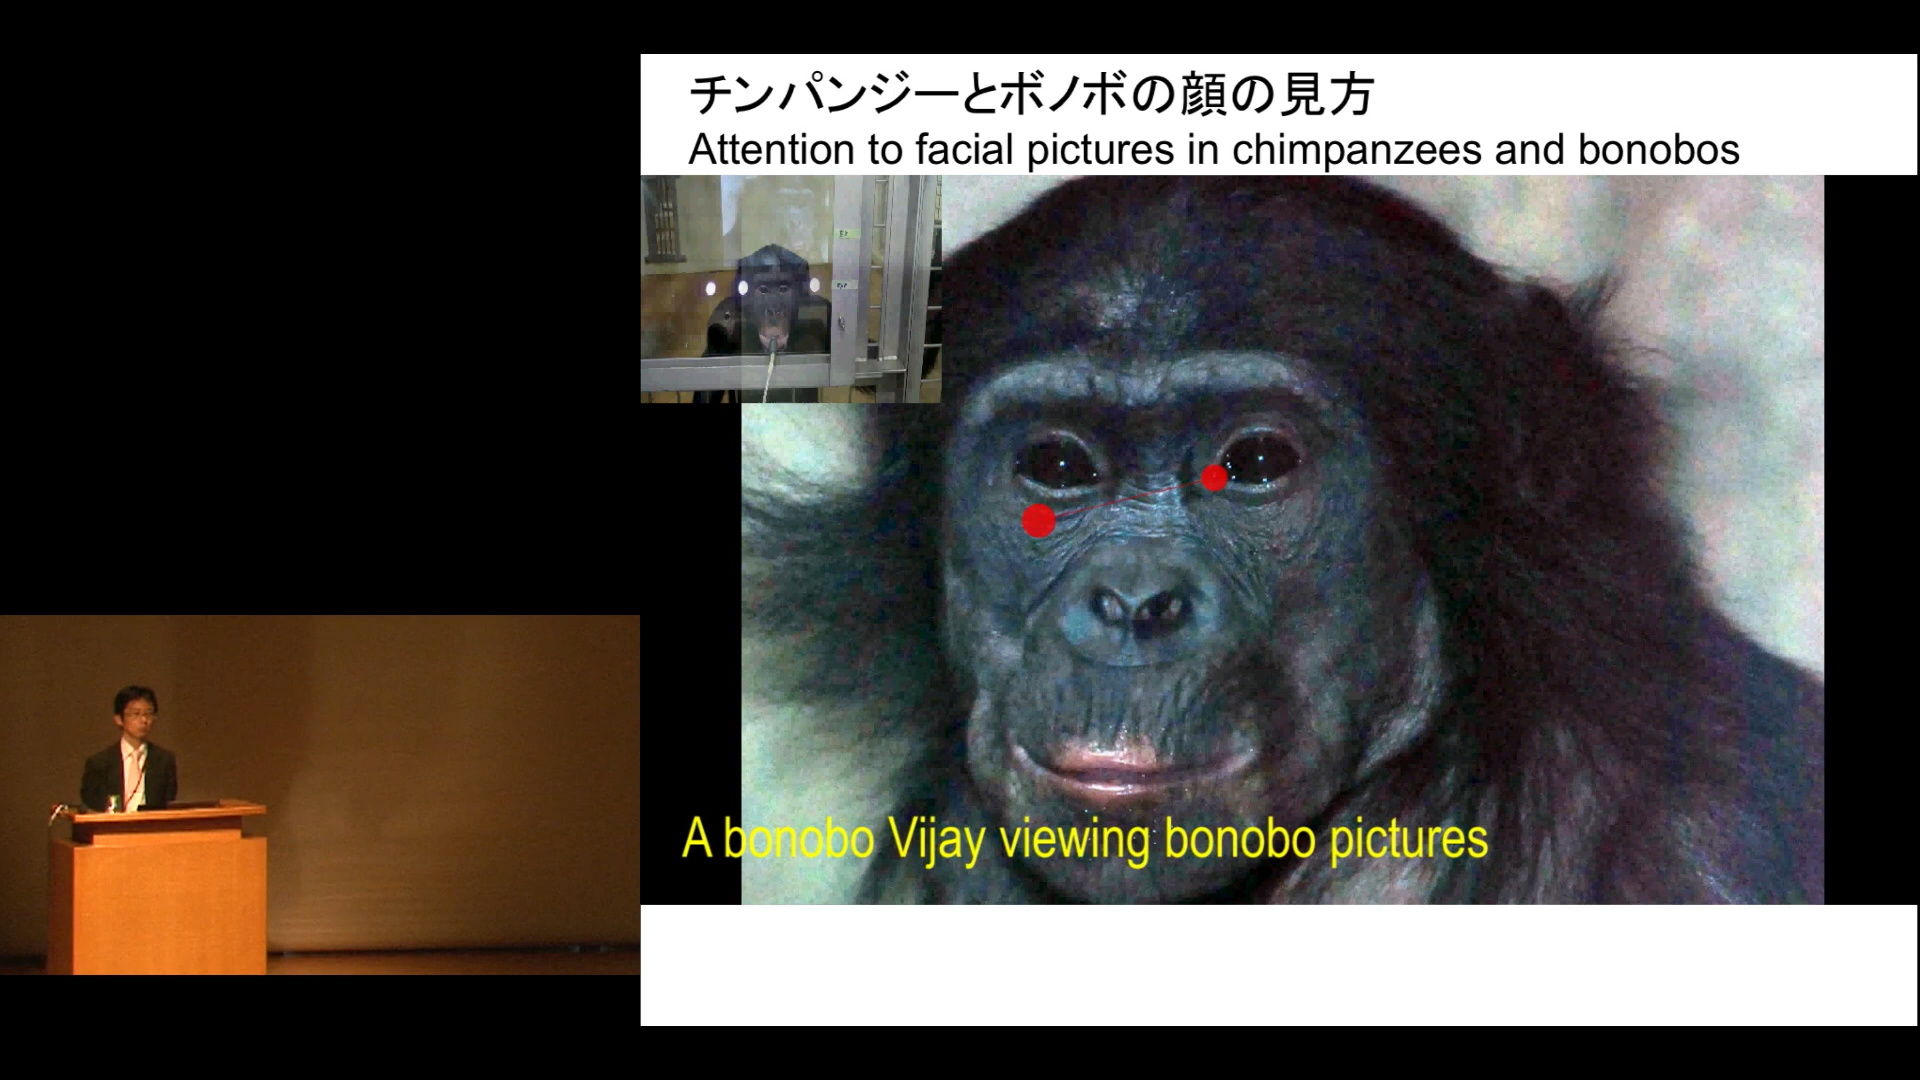 チンパンジーとボノボの顔の見方
Attention to facial pictures in chimpanzees and bonobos
A bonobo Vijay viewing bonobo pictures